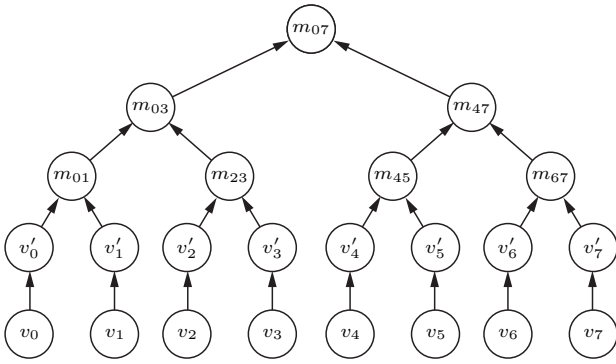 m₀₇
m₀₃ m₄₇
m₀₁ m₂₃ m₄₅ m₆₇
v′₀ v′₁ v′₂ v′₃ v′₄ v′₅ v′₆ v′₇
v₀ v₁ v₂ v₃ v₄ v₅ v₆ v₇